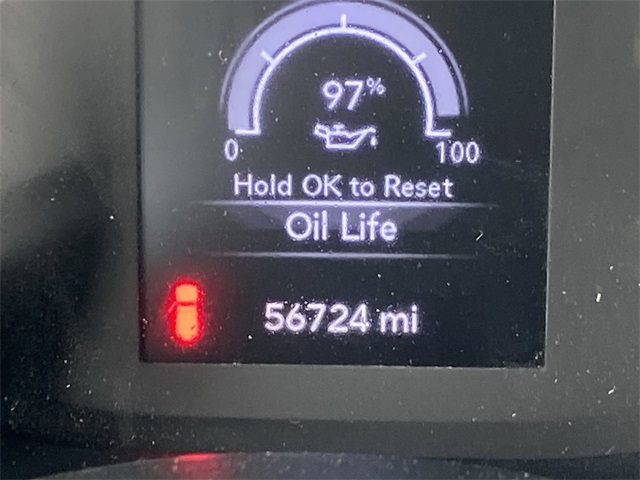 97%
0 100
Hold OK to Reset
Oil Life
56724 mi